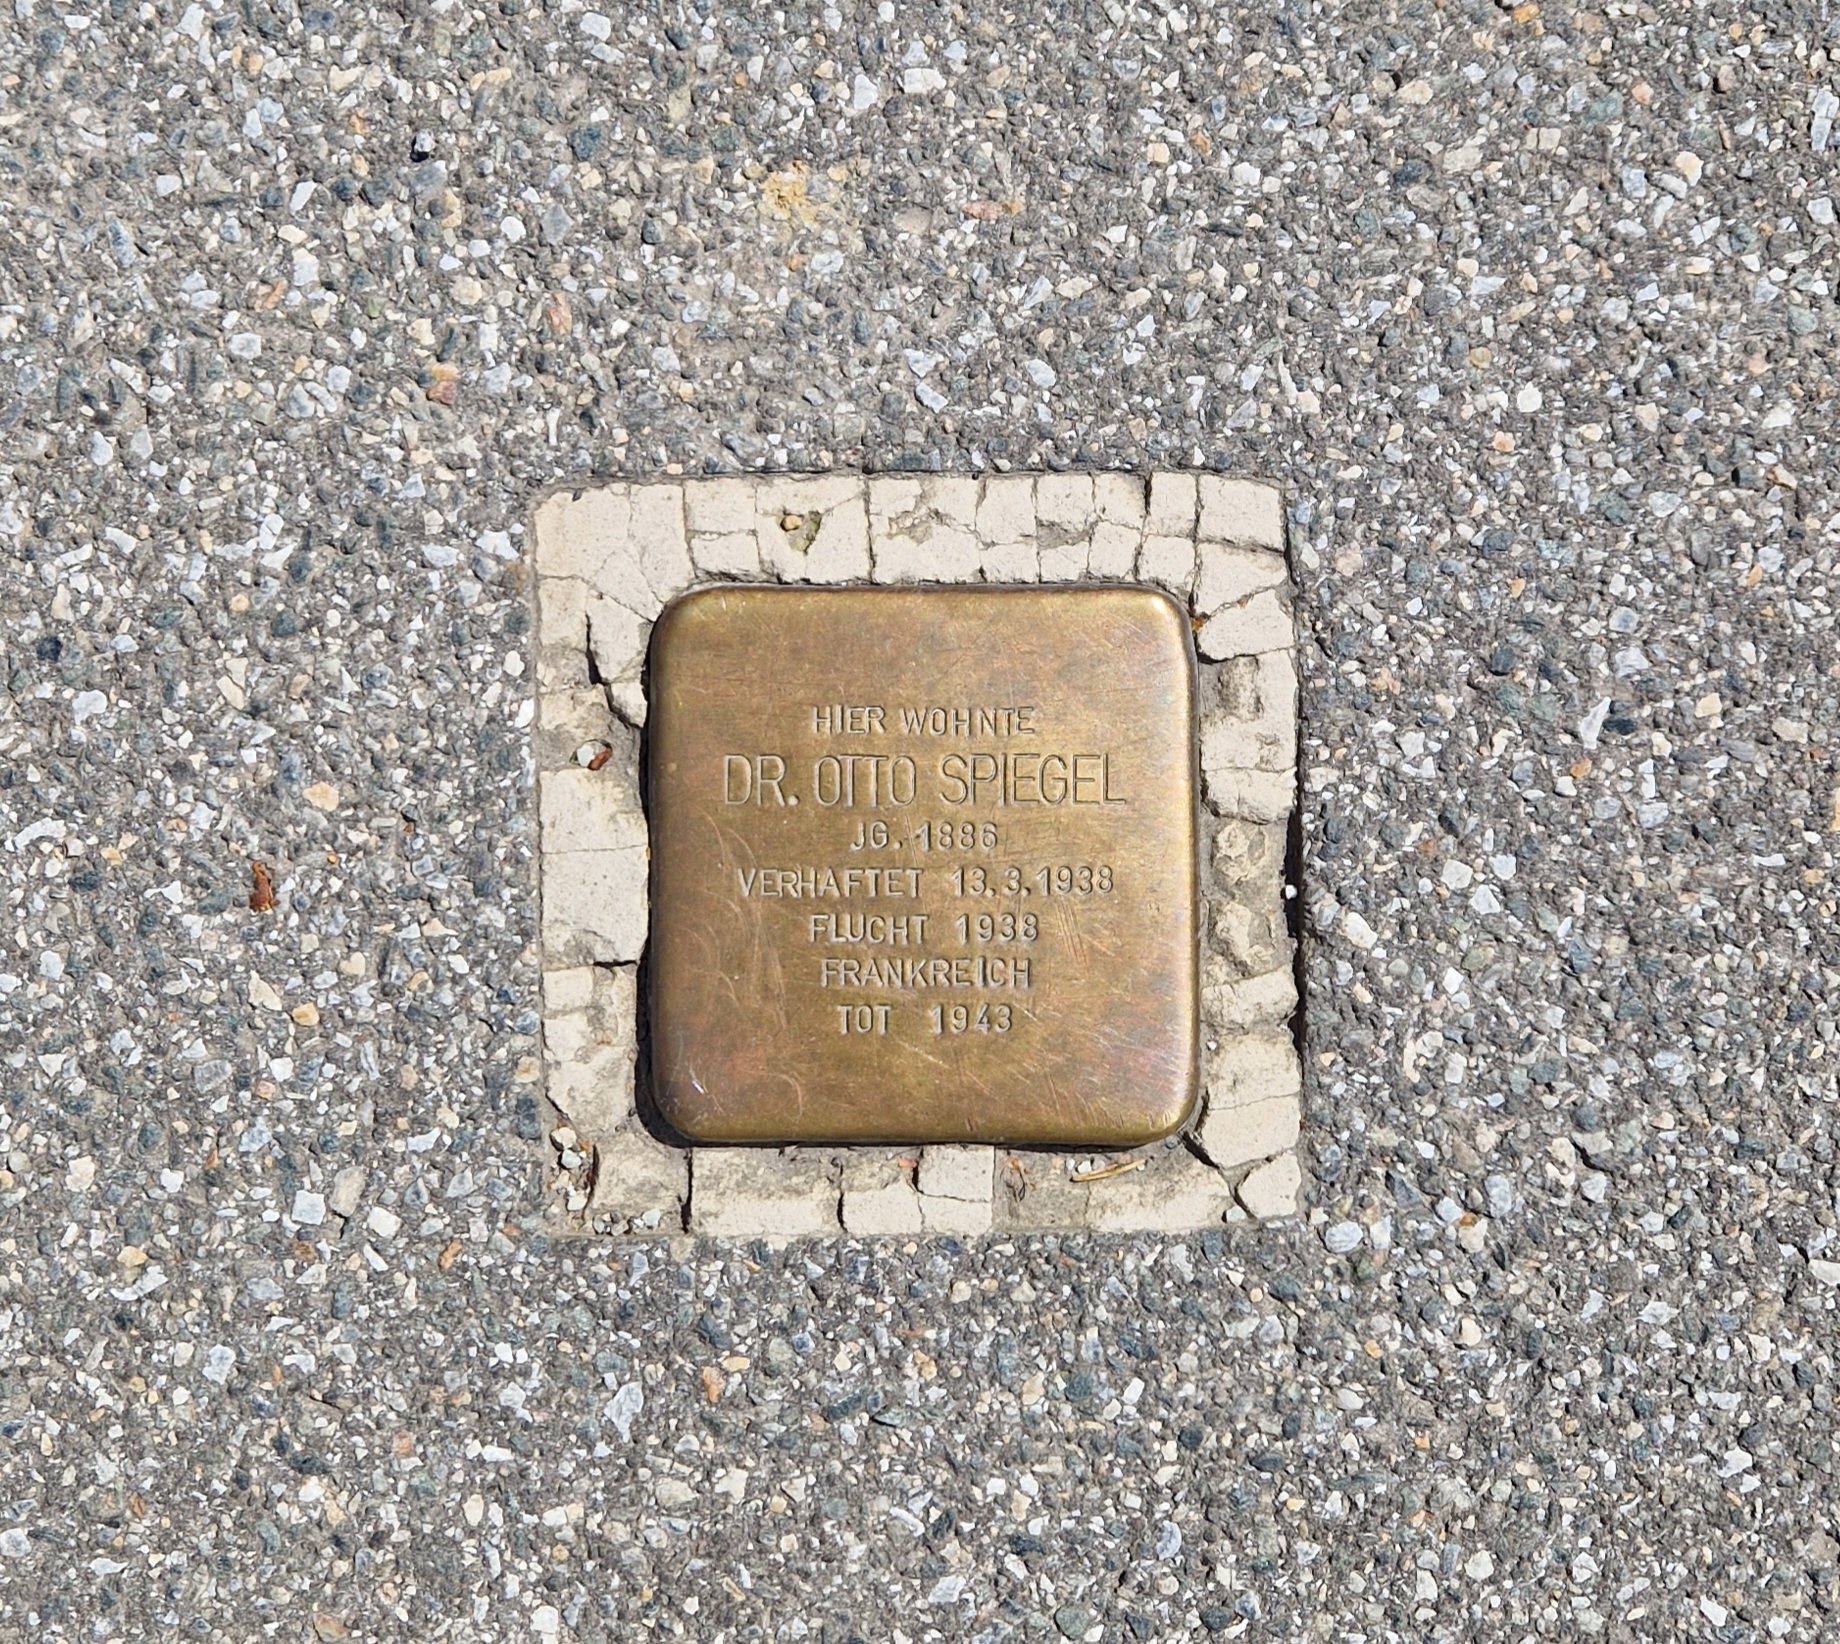 HIER WOHNTE
DR. OTTO SPIEGEL
JG. 1886
VERHAFTET 13.3.1938
FLUCHT 1938
FRANKREICH
TOT 1943